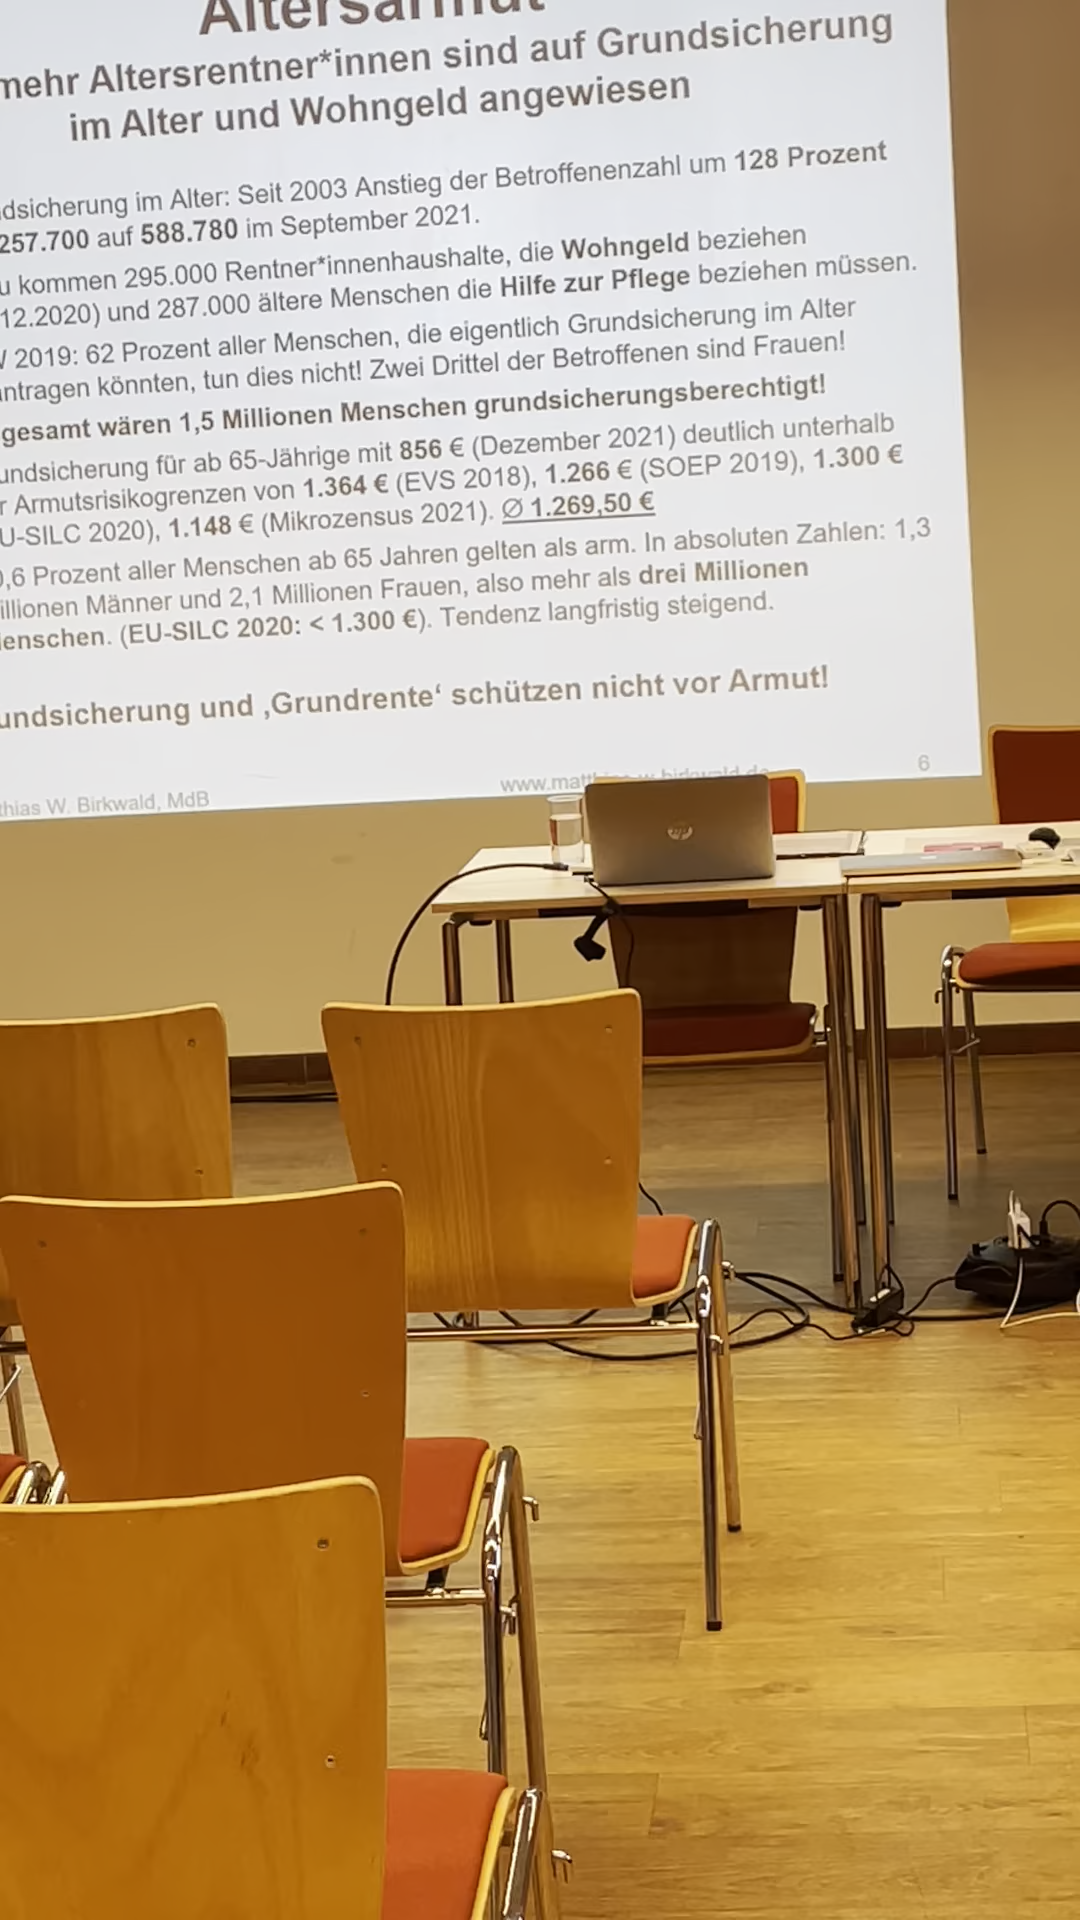 Altersarmut
mehr Altersrentner*innen sind auf Grundsicherung
im Alter und Wohngeld angewiesen
dsicherung im Alter: Seit 2003 Anstieg der Betroffenenzahl um 128 Prozent
257.700 auf 588.780 im September 2021.
u kommen 295.000 Rentner*innenhaushalte, die Wohngeld beziehen
12.2020) und 287.000 ältere Menschen die Hilfe zur Pflege beziehen müssen.
2019: 62 Prozent aller Menschen, die eigentlich Grundsicherung im Alter
ntragen könnten, tun dies nicht! Zwei Drittel der Betroffenen sind Frauen!
gesamt wären 1,5 Millionen Menschen grundsicherungsberechtigt!
undsicherung für ab 65-Jährige mit 856 € (Dezember 2021) deutlich unterhalb
r Armutsrisikogrenzen von 1.364 € (EVS 2018), 1.266 € (SOEP 2019), 1.300 €
U-SILC 2020), 1.148 € (Mikrozensus 2021). Ø 1.269,50 €
,6 Prozent aller Menschen ab 65 Jahren gelten als arm. In absoluten Zahlen: 1,3
illionen Männer und 2,1 Millionen Frauen, also mehr als drei Millionen
enschen. (EU-SILC 2020: < 1.300 €). Tendenz langfristig steigend.
undsicherung und ‚Grundrente‘ schützen nicht vor Armut!
thias W. Birkwald, MdB
www.matthias-w-birkwald.de
6
hp